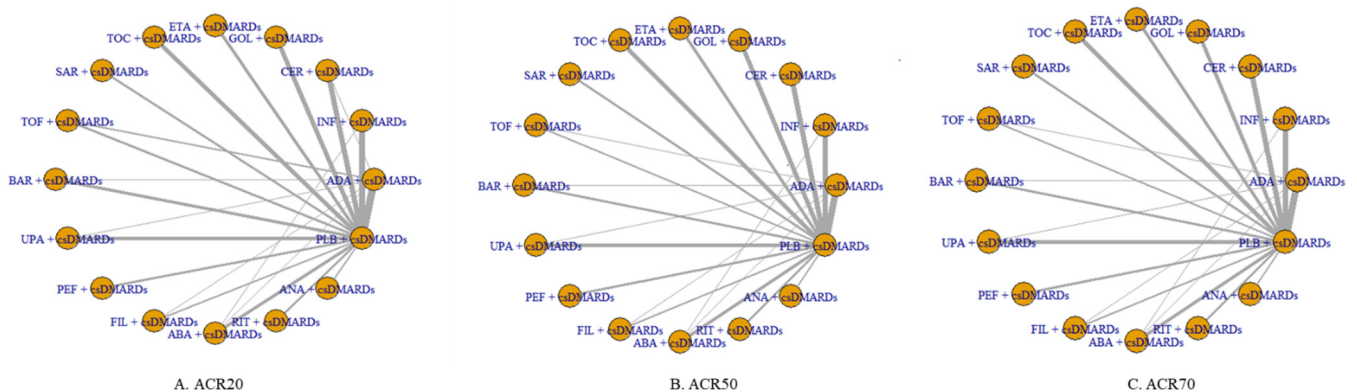 ETA + csDMARDs
TOC + csDMARDs
GOL + csDMARDs
SAR + csDMARDs
CER + csDMARDs
TOF + csDMARDs
INF + csDMARDs
BAR + csDMARDs
ADA + csDMARDs
UPA + csDMARDs
PLB + csDMARDs
PEF + csDMARDs
ANA + csDMARDs
FIL + csDMARDs
RIT + csDMARDs
ABA + csDMARDs
A. ACR20
ETA + csDMARDs
TOC + csDMARDs
GOL + csDMARDs
SAR + csDMARDs
CER + csDMARDs
TOF + csDMARDs
INF + csDMARDs
BAR + csDMARDs
ADA + csDMARDs
UPA + csDMARDs
PLB + csDMARDs
PEF + csDMARDs
ANA + csDMARDs
FIL + csDMARDs
RIT + csDMARDs
ABA + csDMARDs
B. ACR50
ETA + csDMARDs
TOC + csDMARDs
GOL + csDMARDs
SAR + csDMARDs
CER + csDMARDs
TOF + csDMARDs
INF + csDMARDs
BAR + csDMARDs
ADA + csDMARDs
UPA + csDMARDs
PLB + csDMARDs
PEF + csDMARDs
ANA + csDMARDs
FIL + csDMARDs
RIT + csDMARDs
ABA + csDMARDs
C. ACR70